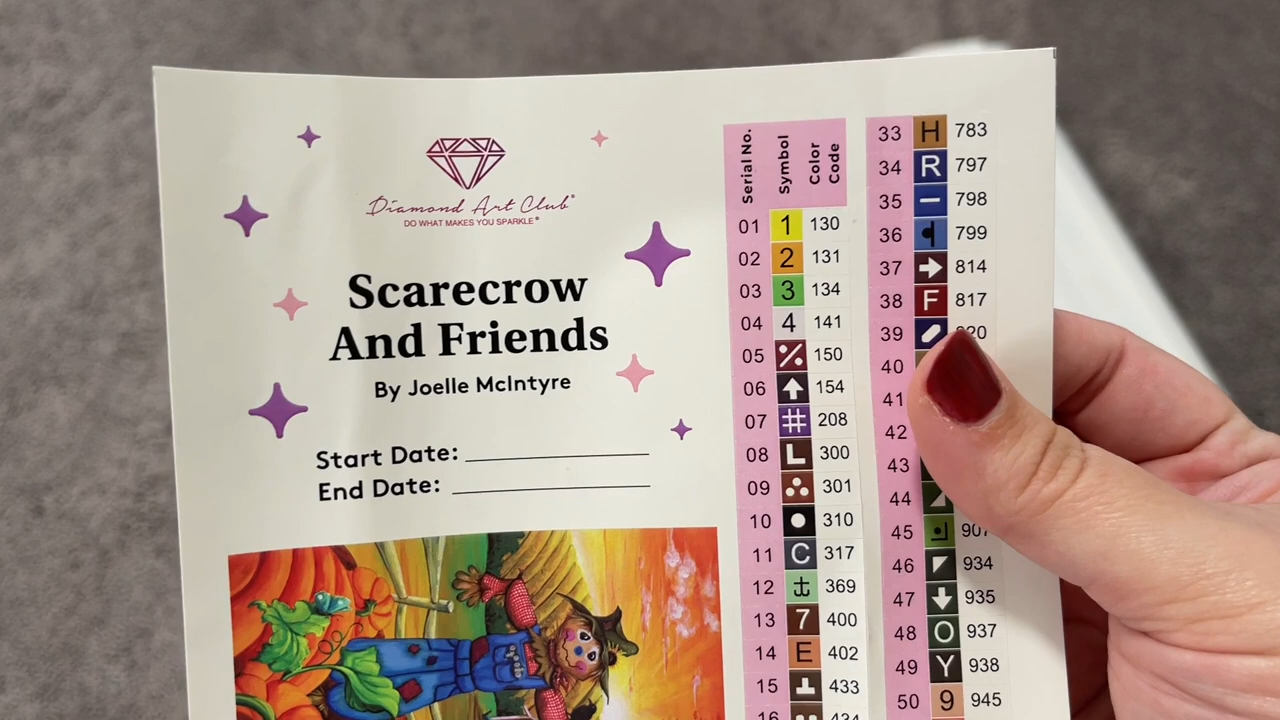 Diamond Art Club®
DO WHAT MAKES YOU SPARKLE®
Scarecrow
And Friends
By Joelle McIntyre
Start Date:
End Date:
Serial No. Symbol Color Code
01 1 130
02 2 131
03 3 134
04 4 141
05 150
06 154
07 # 208
08 L 300
09 301
10 310
11 C 317
12 369
13 7 400
14 E 402
15 433
16
33 H 783
34 R 797
35 798
36 799
37 814
38 F 817
39
40
41
42
43
44
45 907
46 934
47 935
48 O 937
49 Y 938
50 9 945